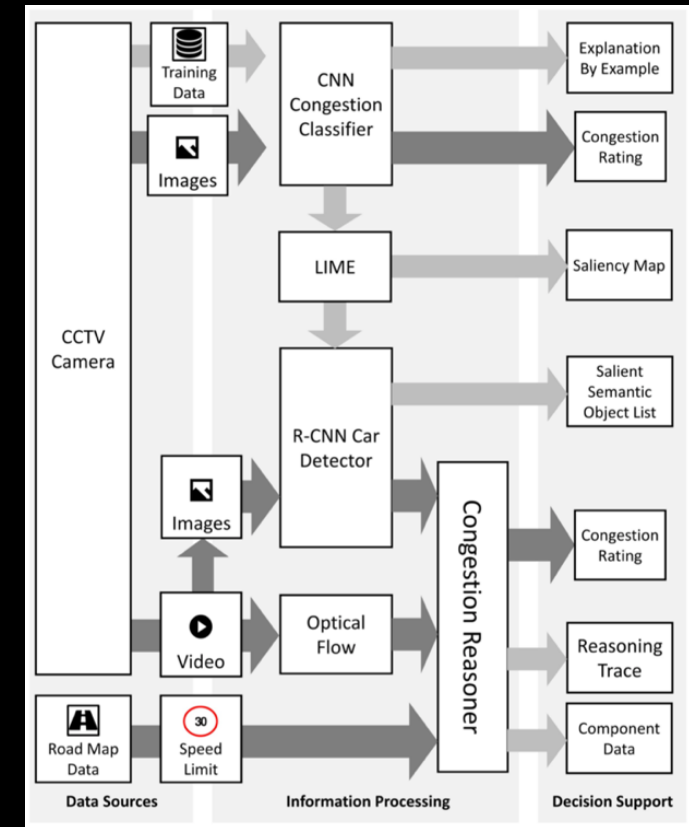 Training
Data
CNN
Congestion
Classifier
Explanation
By Example
Images
Congestion
Rating
LIME
Saliency Map
CCTV
Camera
R-CNN Car
Detector
Salient
Semantic
Object List
Images
Congestion Reasoner
Congestion
Rating
Video
Optical
Flow
Reasoning
Trace
Road Map
Data
30
Speed
Limit
Component
Data
Data Sources
Information Processing
Decision Support